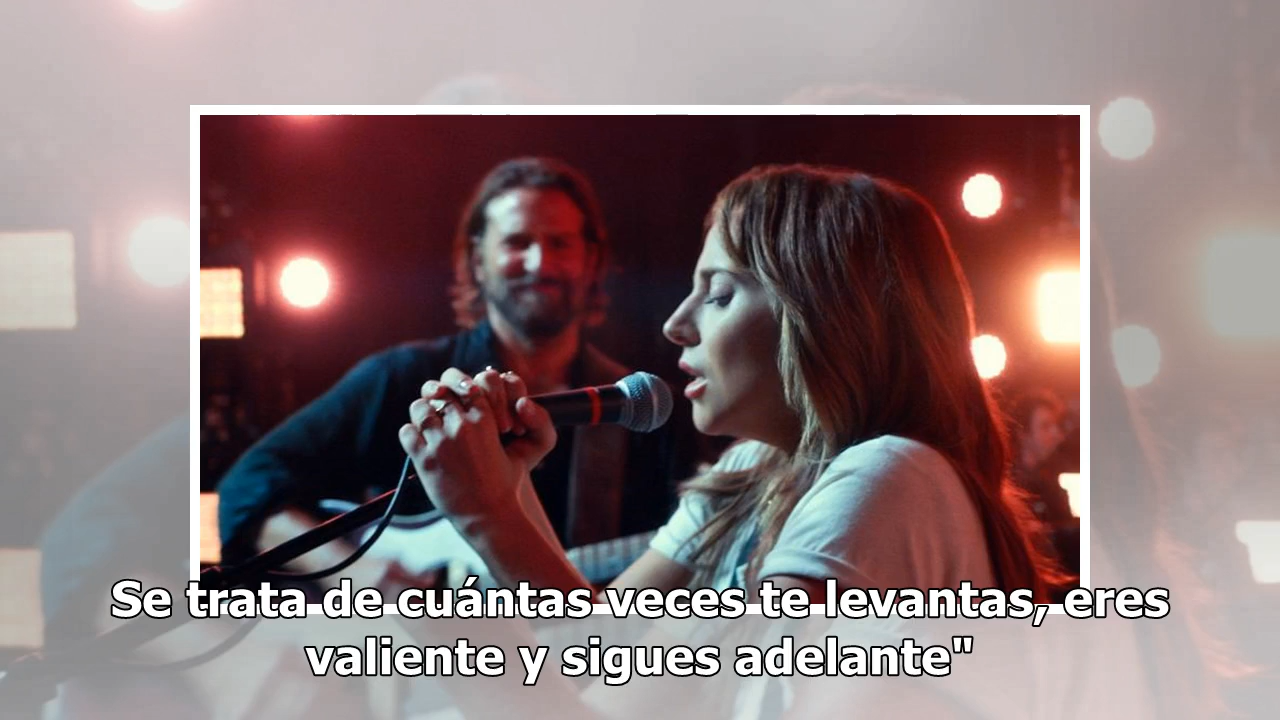 Se trata de cuántas veces te levantas, eres
valiente y sigues adelante"